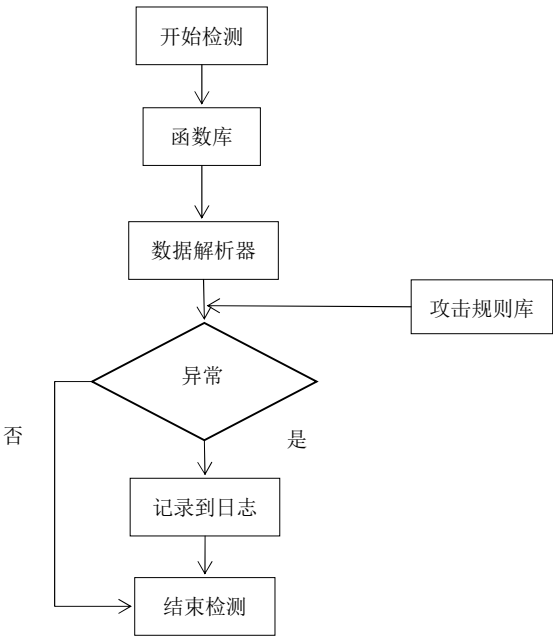 开始检测
函数库
数据解析器
攻击规则库
异常
否
是
记录到日志
结束检测